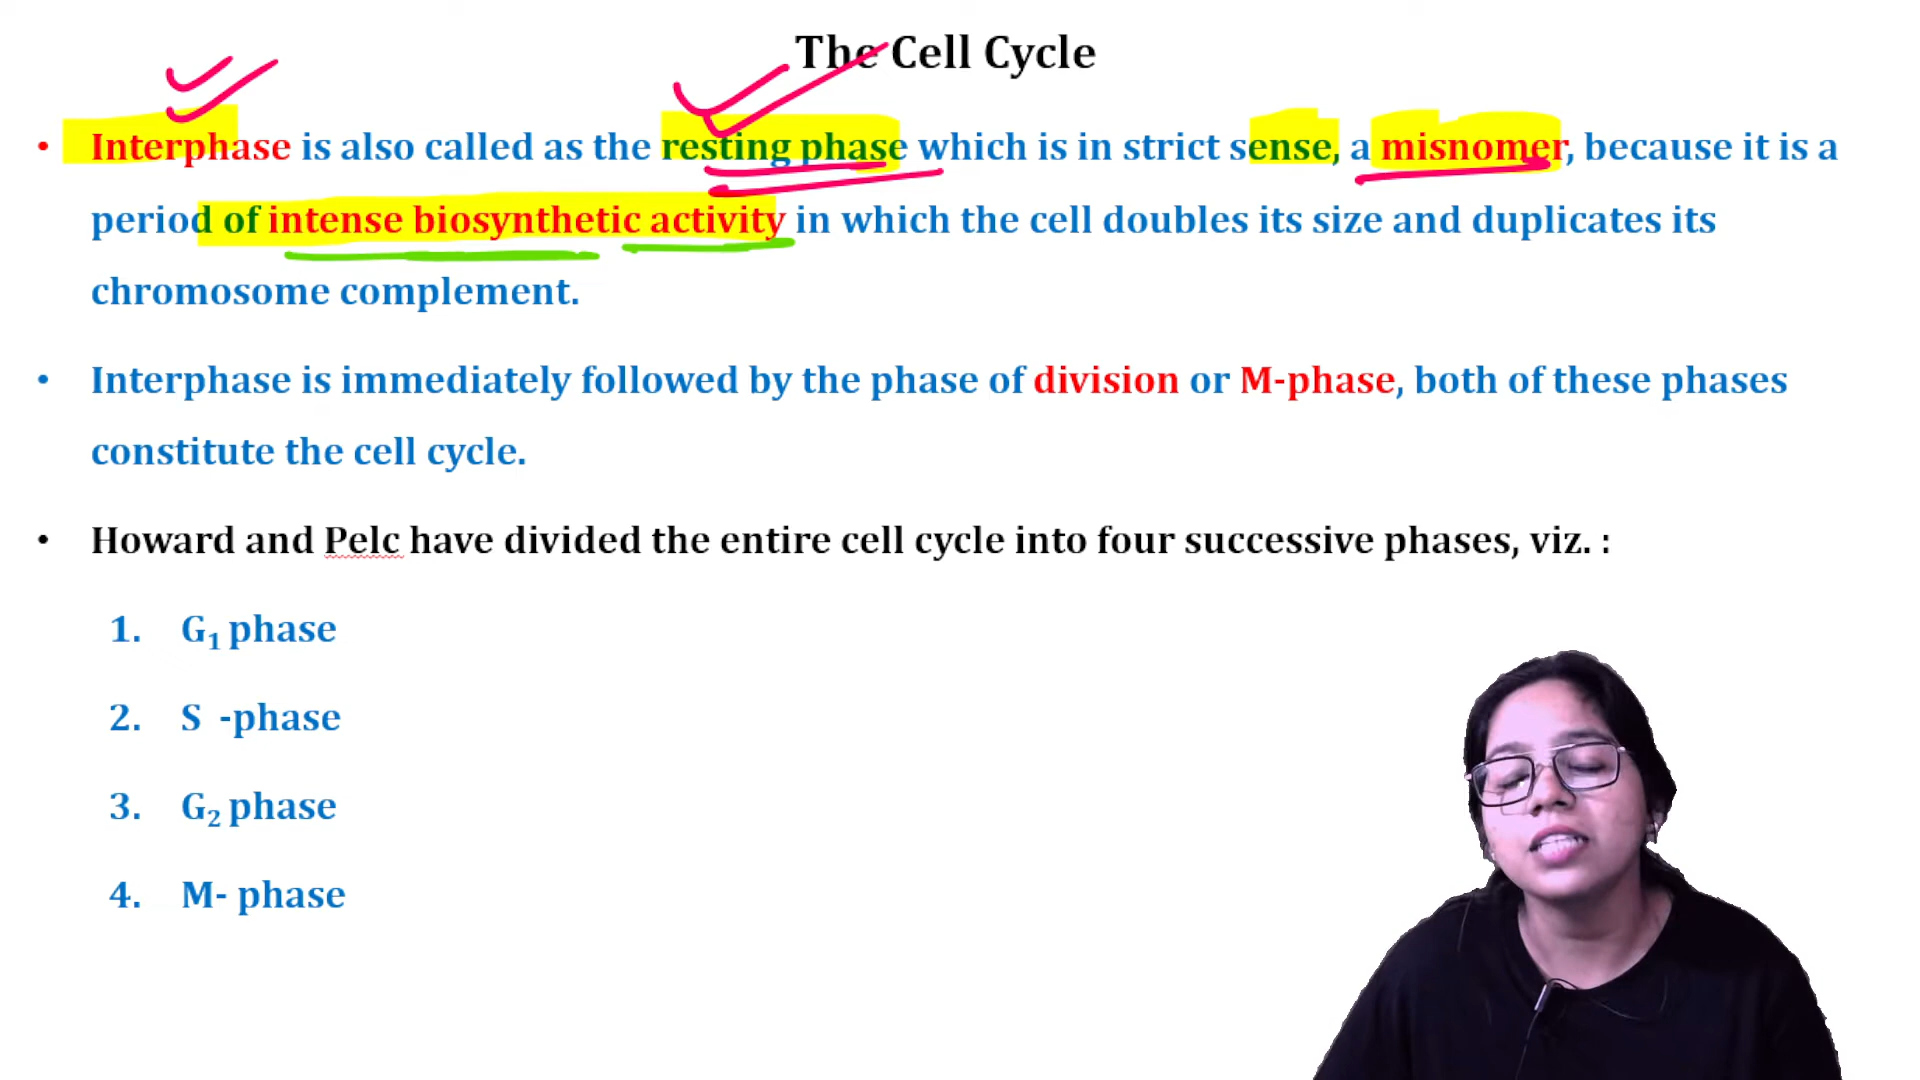 The Cell Cycle
• Interphase is also called as the resting phase which is in strict sense, a misnomer, because it is a
period of intense biosynthetic activity in which the cell doubles its size and duplicates its
chromosome complement.
• Interphase is immediately followed by the phase of division or M-phase, both of these phases
constitute the cell cycle.
• Howard and Pelc have divided the entire cell cycle into four successive phases, viz. :
1. G₁ phase
2. S -phase
3. G₂ phase
4. M- phase